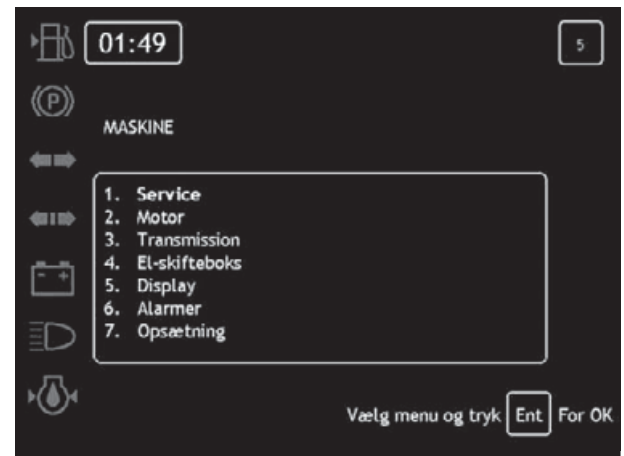 01:49
5
(P)
MASKINE
1. Service
2. Motor
3. Transmission
4. El-skifteboks
5. Display
6. Alarmer
7. Opsætning
- +
Vælg menu og tryk Ent For OK